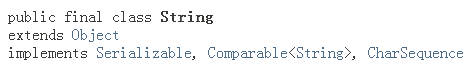 public final class String
extends Object
implements Serializable, Comparable<String>, CharSequence